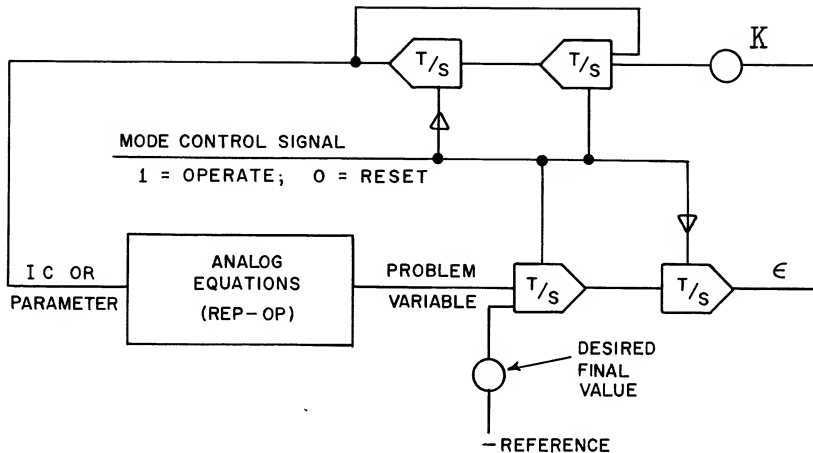 K
T/S
T/S
MODE CONTROL SIGNAL
1 = OPERATE; 0 = RESET
I C OR
PARAMETER
ANALOG
EQUATIONS
(REP-OP)
PROBLEM
VARIABLE
T/S
T/S
ϵ
DESIRED
FINAL
VALUE
—REFERENCE